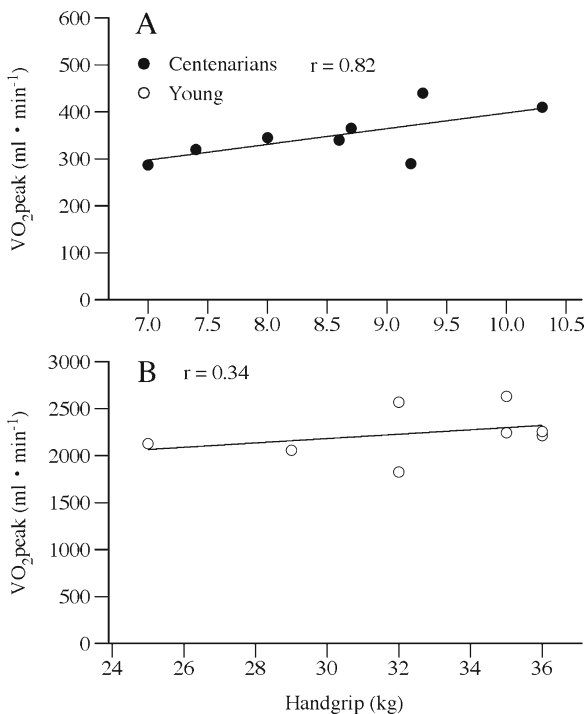 A
Centenarians r = 0.82
Young
VO₂peak (ml • min⁻¹)
600
500
400
300
200
100
0
7.0 7.5 8.0 8.5 9.0 9.5 10.0 10.5
B r = 0.34
VO₂peak (ml • min⁻¹)
3000
2500
2000
1500
1000
500
0
24 26 28 30 32 34 36
Handgrip (kg)